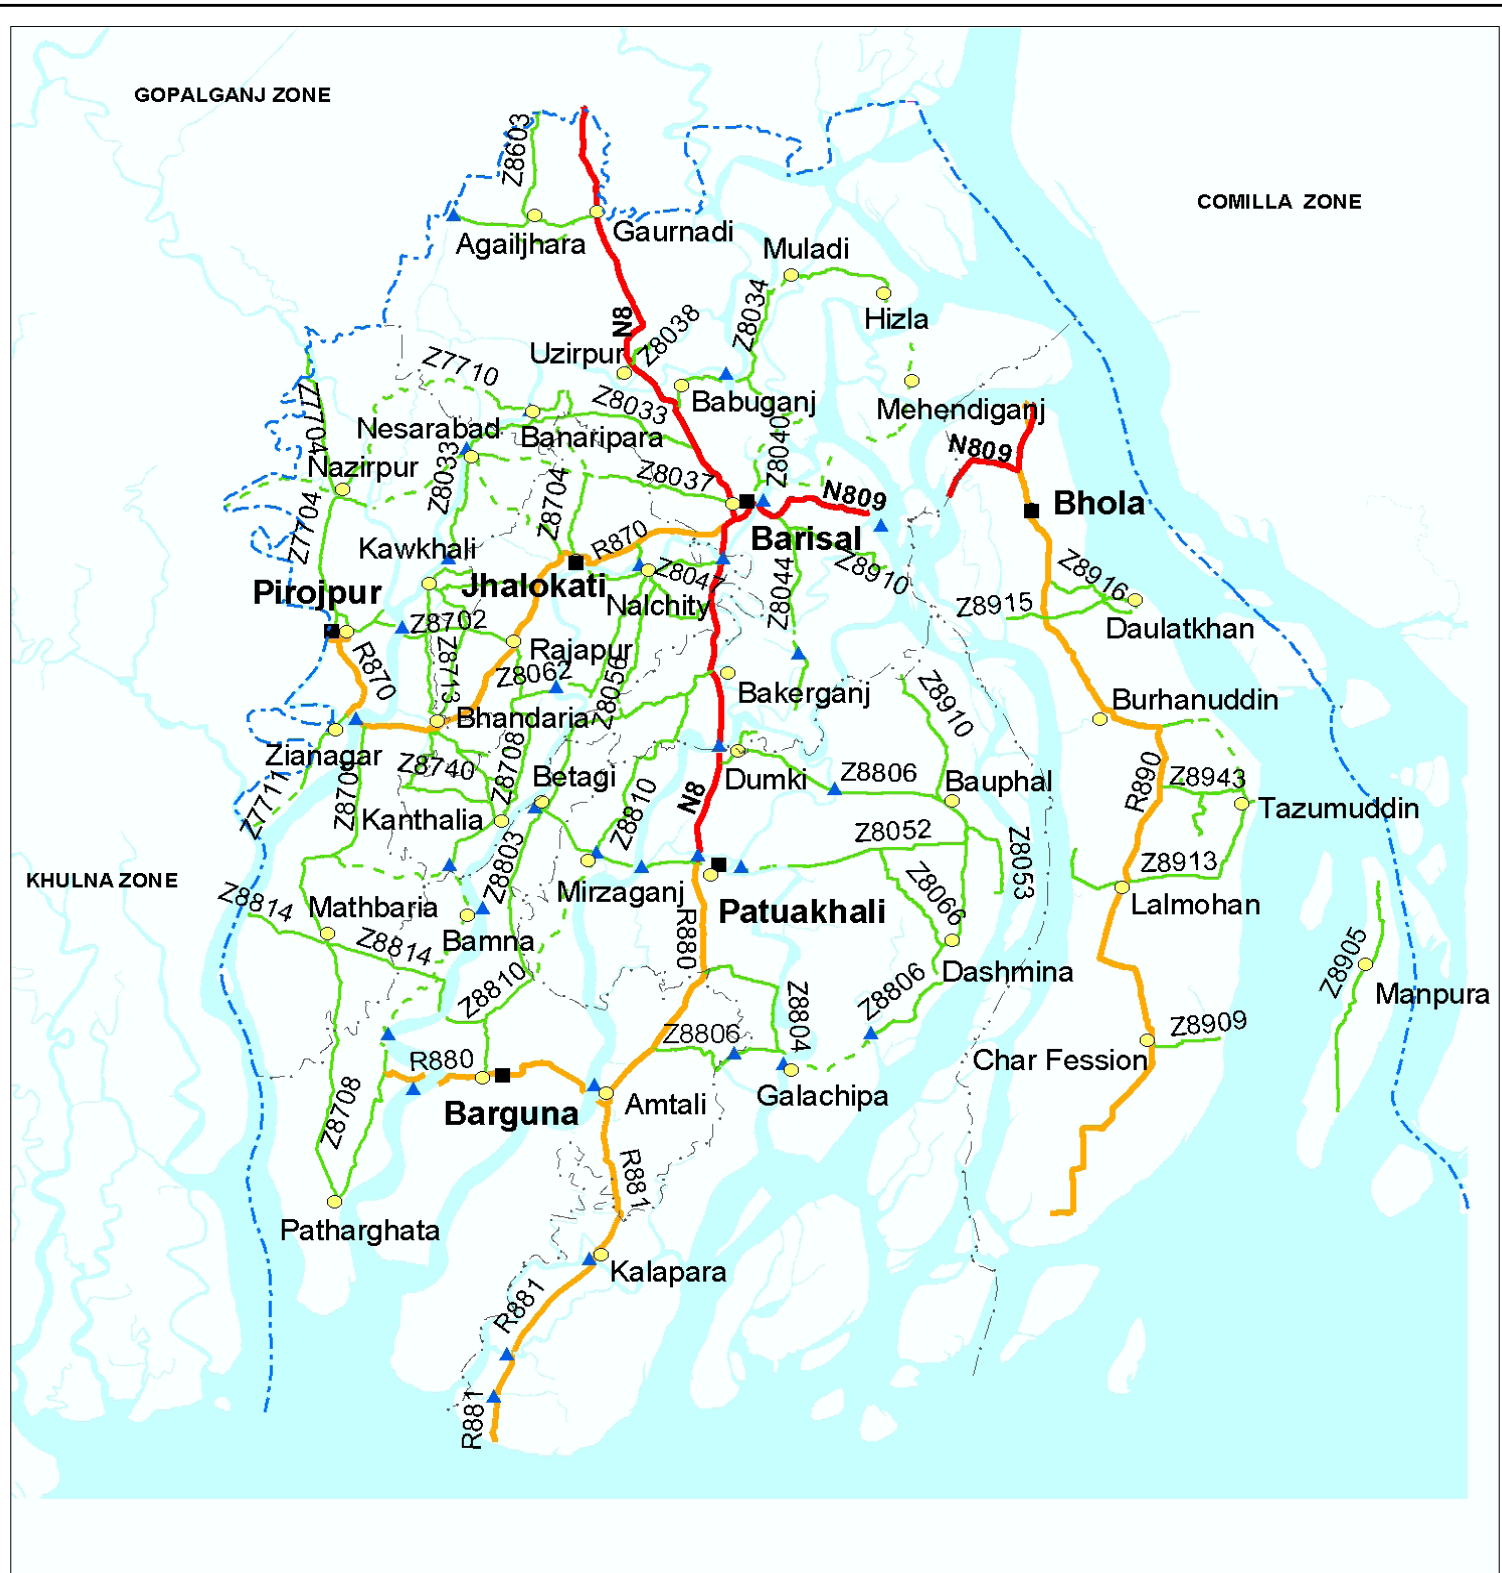 GOPALGANJ ZONE
COMILLA ZONE
Z8603
Agailjhara
Gaurnadi
Muladi
Hizla
N8
Z8038
Z8034
Uzirpur
Z7710
Babuganj
Mehendiganj
Z8033
Z7704
Nesarabad
Banaripara
Z8040
N809
Nazirpur
Z8033
Z8037
N809
Bhola
Z8704
Z7704
R870
Barisal
Kawkhali
Z8910
Z8916
Pirojpur
Jhalokati
Z8047
Nalchity
Z8044
Z8915
Daulatkhan
Z8702
Rajapur
R870
Z8713
Z8062
Z8056
Bakerganj
Z8910
Burhanuddin
Bhandaria
Zianagar
Z8740
Z8708
Betagi
Dumki
Z8806
Bauphal
R890
Z8943
Tazumuddin
Z7711
Z8708
Kanthalia
Z8810
N8
Z8052
Z8053
Z8803
Z8913
KHULNA ZONE
Mirzaganj
Z8066
Lalmohan
Z8814
Mathbaria
Patuakhali
Bamna
Z8814
R880
Dashmina
Z8905
Manpura
Z8810
Z8804
Z8806
Z8806
Z8909
R880
Char Fession
Galachipa
Barguna
Amtali
Z8708
R881
Patharghata
Kalapara
R881
R881